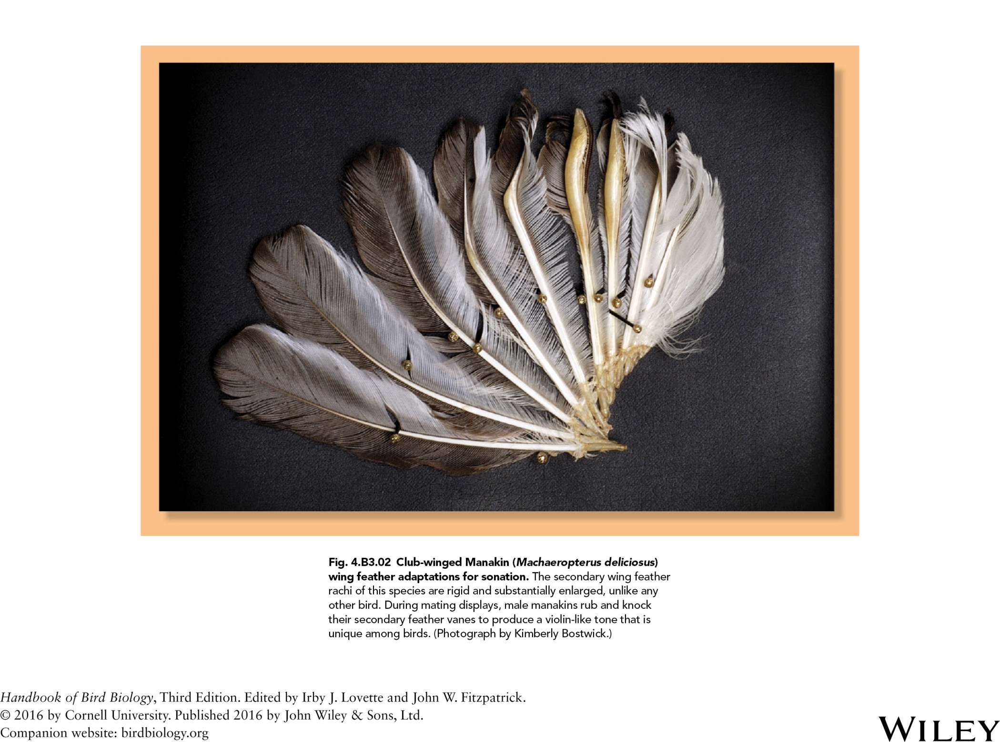 Fig. 4.B3.02 Club-winged Manakin (Machaeropterus deliciosus)
wing feather adaptations for sonation. The secondary wing feather
rachi of this species are rigid and substantially enlarged, unlike any
other bird. During mating displays, male manakins rub and knock
their secondary feather vanes to produce a violin-like tone that is
unique among birds. (Photograph by Kimberly Bostwick.)
Handbook of Bird Biology, Third Edition. Edited by Irby J. Lovette and John W. Fitzpatrick.
© 2016 by Cornell University. Published 2016 by John Wiley & Sons, Ltd.
Companion website: birdbiology.org
WILEY